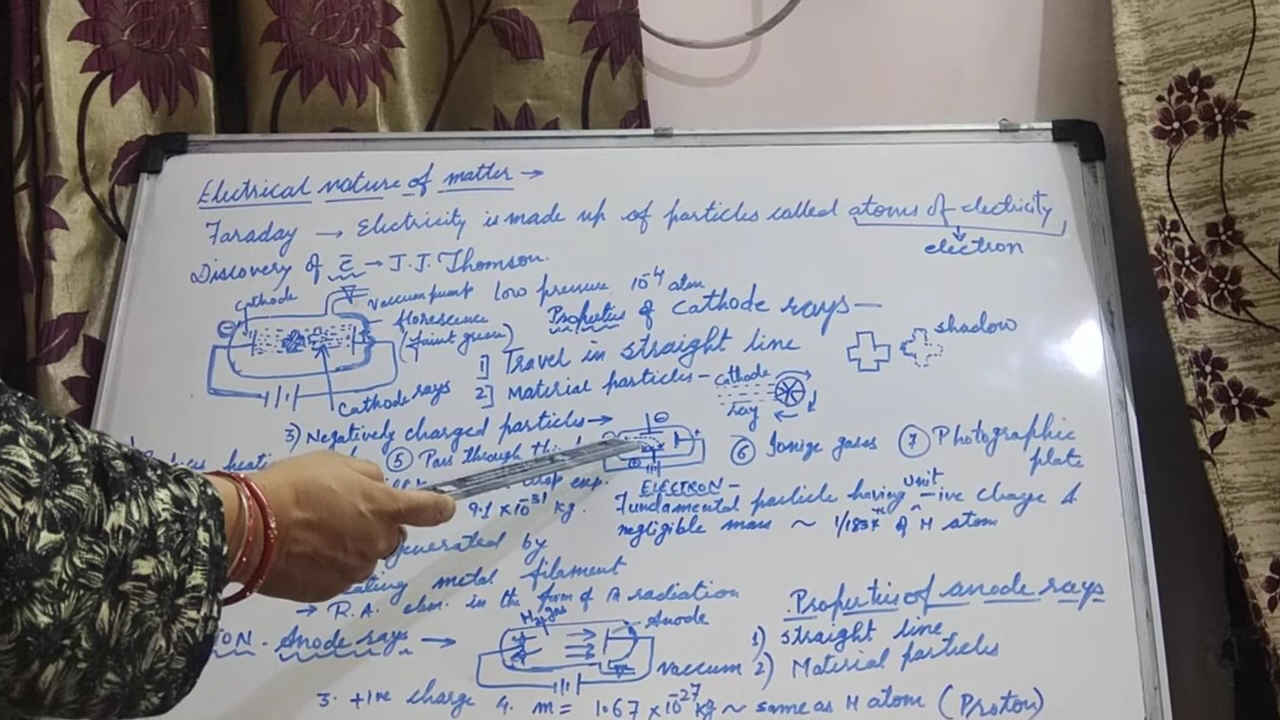 Electrical nature of matter →
Faraday → Electricity is made up of particles called atoms of electricity
electron
Discovery of ē → J.J. Thomson.
Cathode
Vaccum pump
Low pressure 10⁻⁴ atm
florescence
(faint green)
Cathode rays
Properties of Cathode rays—
1] Travel in straight line
shadow
2] Material particles –
Cathode
ray
3) Negatively charged particles →
⑤ Pass through
⑥ Ionize gases
⑦ Photographic
plate
heati
exp.
9.1 × 10⁻³¹ kg.
ELECTRON –
Fundamental particle having Unit –ive charge &
negligible mass ~ 1/1837ᵗʰ of H atom
generated by
metal filament
→ R.A. elem. in the form of β radiation
Anode rays →
H₂ gas
Anode
vaccum
Properties of anode rays
1) straight line
2) Material particles
3. +ive charge 4. m = 1.67 × 10⁻²⁷ kg ~ same as H atom (Proton)